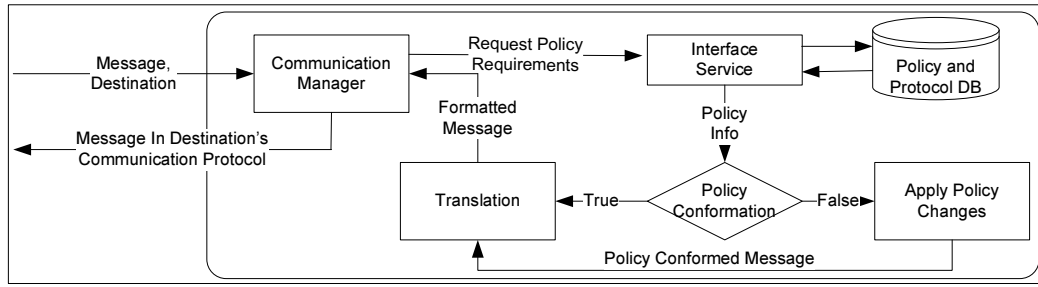 Message,
Destination
Communication
Manager
Request Policy
Requirements
Interface
Service
Policy and
Protocol DB
Message In Destination's
Communication Protocol
Formatted
Message
Policy
Info
Translation
True
Policy
Conformation
False
Apply Policy
Changes
Policy Conformed Message